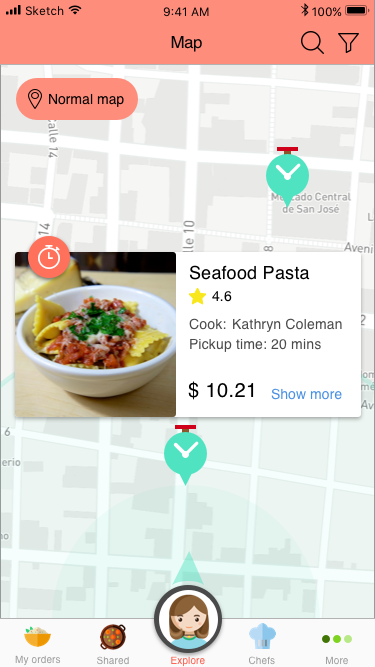 Sketch 9:41 AM 100%
Map
Normal map
Calle 14
Mercado Central
de San José
14
lle 10
8
Aveni
Seafood Pasta
4.6
Cook: Kathryn Coleman
Pickup time: 20 mins
$ 10.21 Show more
6
erio
My orders Shared Explore Chefs More